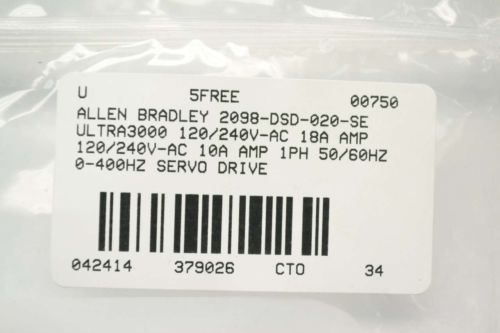 U 5FREE 00750
ALLEN BRADLEY 2098-DSD-020-SE
ULTRA3000 120/240V-AC 18A AMP
120/240V-AC 10A AMP 1PH 50/60HZ
0-400HZ SERVO DRIVE
042414 379026 CTO 34